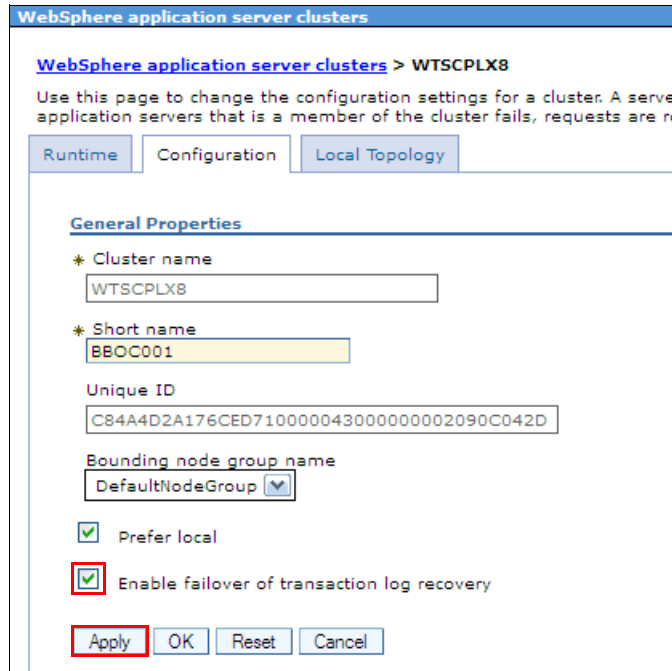 WebSphere application server clusters
WebSphere application server clusters > WTSCPLX8
Use this page to change the configuration settings for a cluster. A serve
application servers that is a member of the cluster fails, requests are r
Runtime Configuration Local Topology
General Properties
* Cluster name
WTSCPLX8
* Short name
BBOC001
Unique ID
C84A4D2A176CED710000043000000002090C042D
Bounding node group name
DefaultNodeGroup
Prefer local
Enable failover of transaction log recovery
Apply OK Reset Cancel